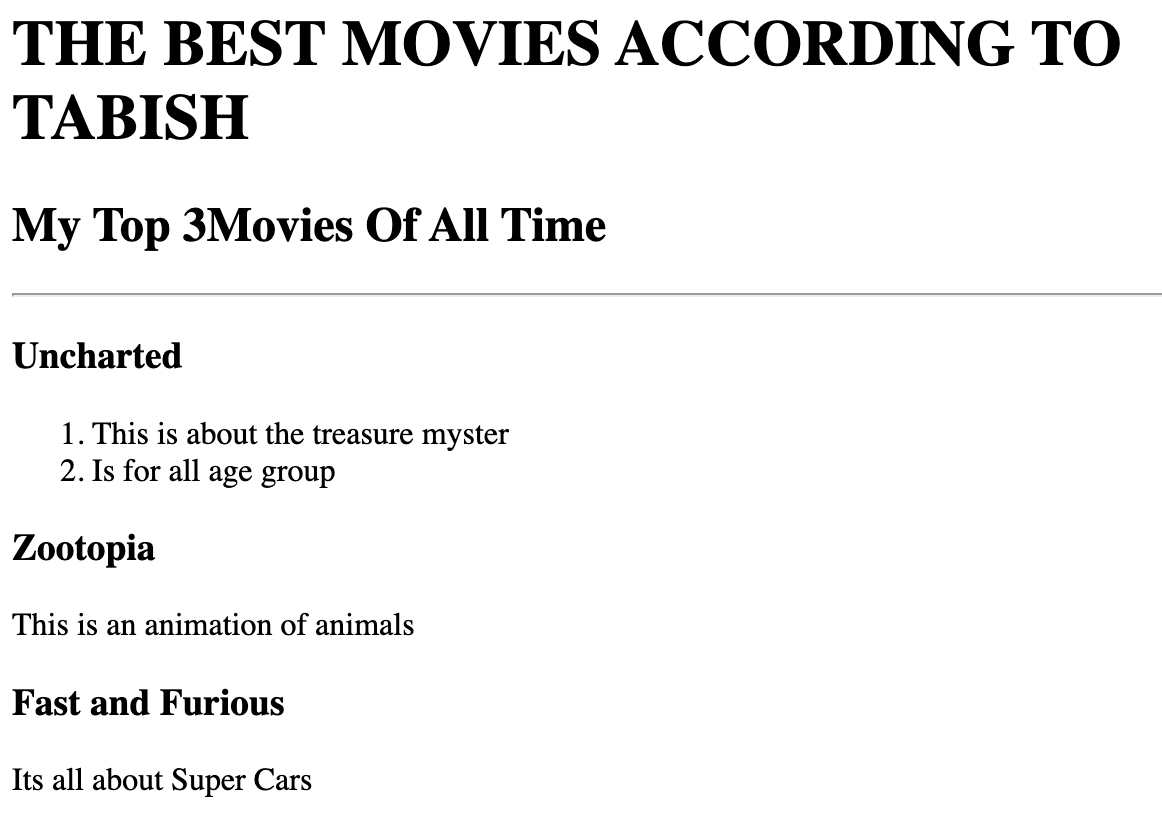 THE BEST MOVIES ACCORDING TO
TABISH
My Top 3Movies Of All Time
Uncharted
1. This is about the treasure myster
2. Is for all age group
Zootopia
This is an animation of animals
Fast and Furious
Its all about Super Cars